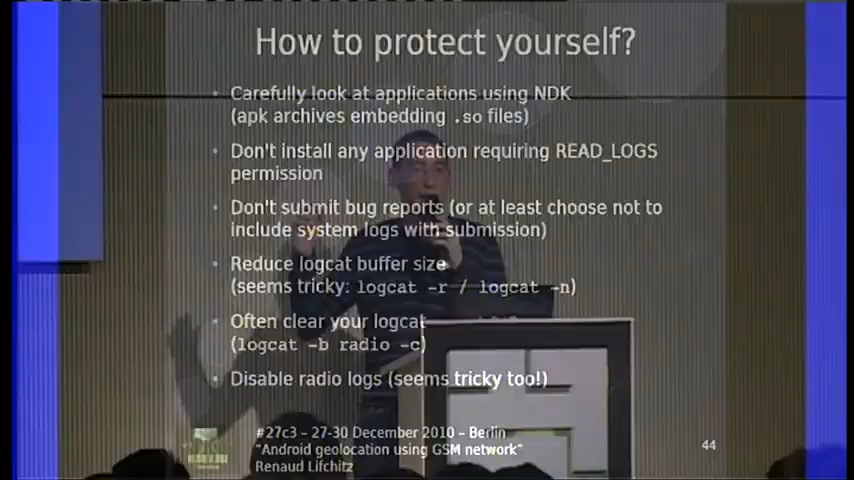 How to protect yourself?
Carefully look at applications using NDK
(apk archives embedding .so files)
Don't install any application requiring READ_LOGS
permission
Don't submit bug reports (or at least choose not to
include system logs with submission)
Reduce logcat buffer size
(seems tricky: logcat -r / logcat -n)
Often clear your logcat
(logcat -b radio -c)
Disable radio logs (seems tricky too!)
#27c3 – 27-30 December 2010 – Berlin
"Android geolocation using GSM network"
Renaud Lifchitz
44